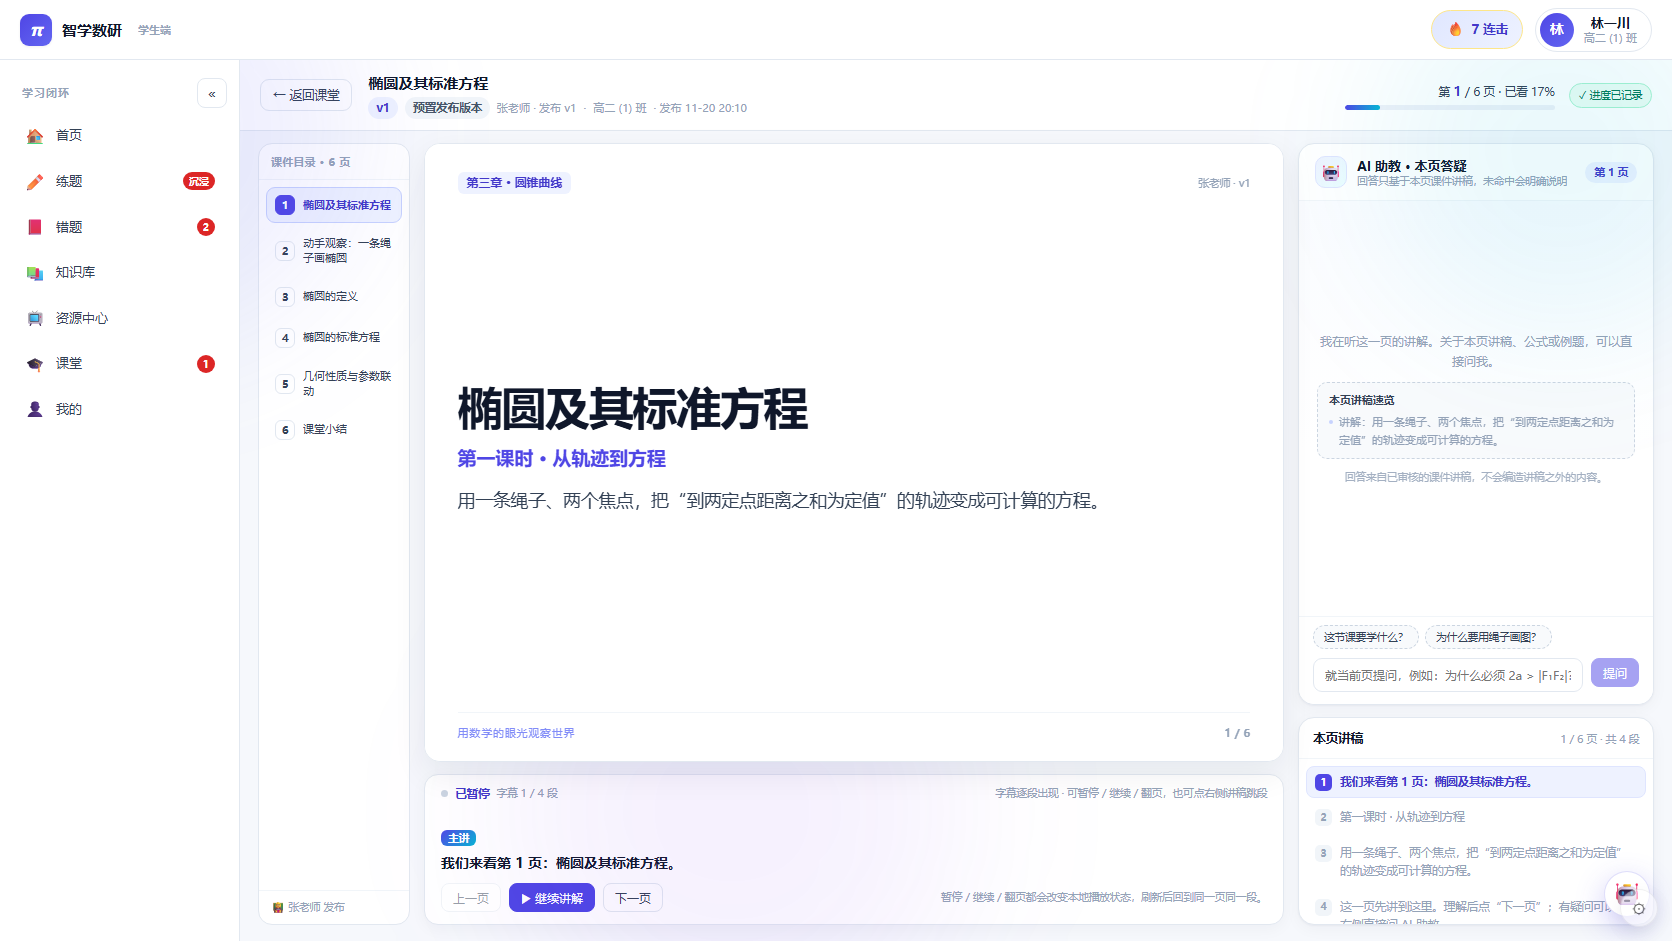 π 智学数研 学生端
7 连击
林 林一川
高二 (1) 班
学习闭环 «
首页
练题 沉浸
错题 2
知识库
资源中心
课堂 1
我的
← 返回课堂
椭圆及其标准方程
v1 预置发布版本 张老师 · 发布 v1 · 高二 (1) 班 · 发布 11-20 20:10
第 1 / 6 页 · 已看 17%
✓ 进度已记录
课件目录 • 6 页
1 椭圆及其标准方程
2 动手观察：一条绳
子画椭圆
3 椭圆的定义
4 椭圆的标准方程
5 几何性质与参数联
动
6 课堂小结
张老师 发布
第三章 • 圆锥曲线
张老师 · v1
椭圆及其标准方程
第一课时 • 从轨迹到方程
用一条绳子、两个焦点，把“到两定点距离之和为定值”的轨迹变成可计算的方程。
用数学的眼光观察世界
1 / 6
已暂停 字幕 1 / 4 段
字幕逐段出现 · 可暂停 / 继续 / 翻页，也可点右侧讲稿跳段
主讲
我们来看第 1 页：椭圆及其标准方程。
上一页
▶ 继续讲解
下一页
暂停 / 继续 / 翻页都会改变本地播放状态，刷新后回到同一页同一段。
AI 助教 • 本页答疑
回答只基于本页课件讲稿，未命中会明确说明
第 1 页
我在听这一页的讲解。关于本页讲稿、公式或例题，可以直
接问我。
本页讲稿速览
讲解：用一条绳子、两个焦点，把“到两定点距离之和为
定值”的轨迹变成可计算的方程。
回答来自已审核的课件讲稿，不会编造讲稿之外的内容。
这节课要学什么？
为什么要用绳子画图？
就当前页提问，例如：为什么必须 2a > |F₁F₂|?
提问
本页讲稿
1 / 6 页 · 共 4 段
1 我们来看第 1 页：椭圆及其标准方程。
2 第一课时 · 从轨迹到方程
3 用一条绳子、两个焦点，把“到两定点距离之和为定值”
的轨迹变成可计算的方程。
4 这一页先讲到这里。理解后点“下一页”；有疑问可